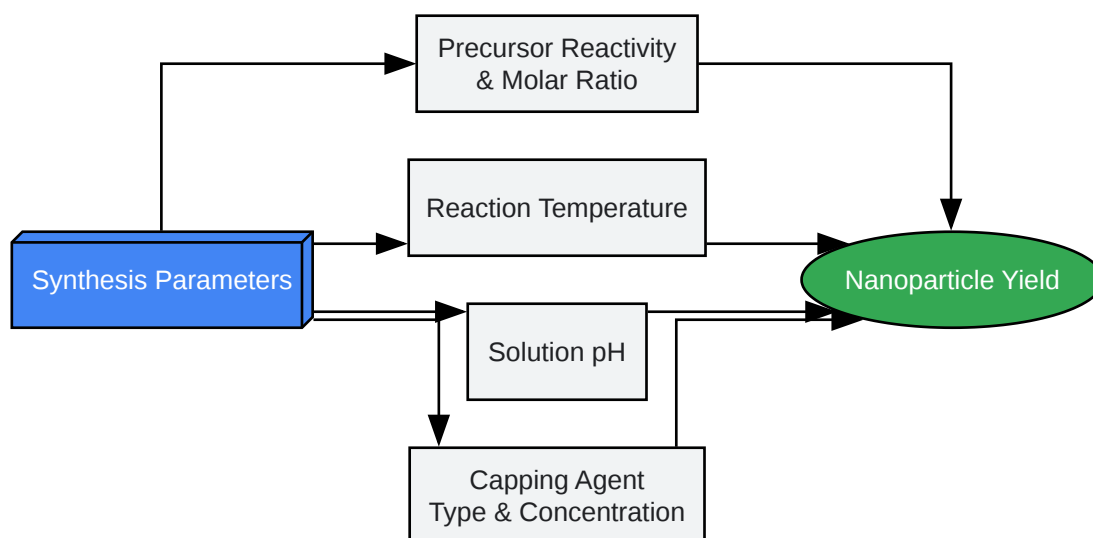 Precursor Reactivity
& Molar Ratio
Reaction Temperature
Synthesis Parameters
Nanoparticle Yield
Solution pH
Capping Agent
Type & Concentration